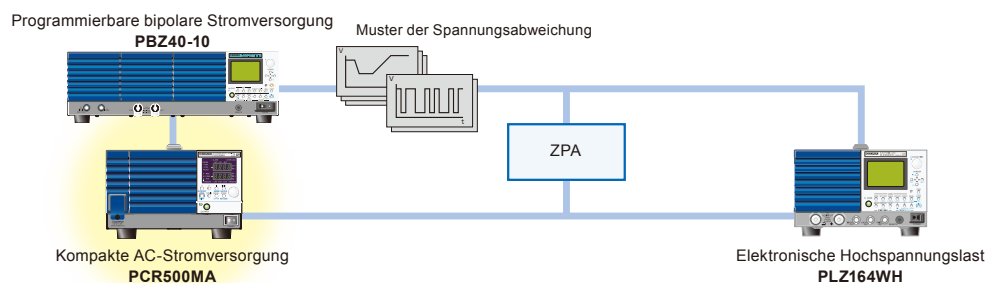 Programmierbare bipolare Stromversorgung
PBZ40-10
Muster der Spannungsabweichung
V
V
t
ZPA
Kompakte AC-Stromversorgung
PCR500MA
Elektronische Hochspannungslast
PLZ164WH